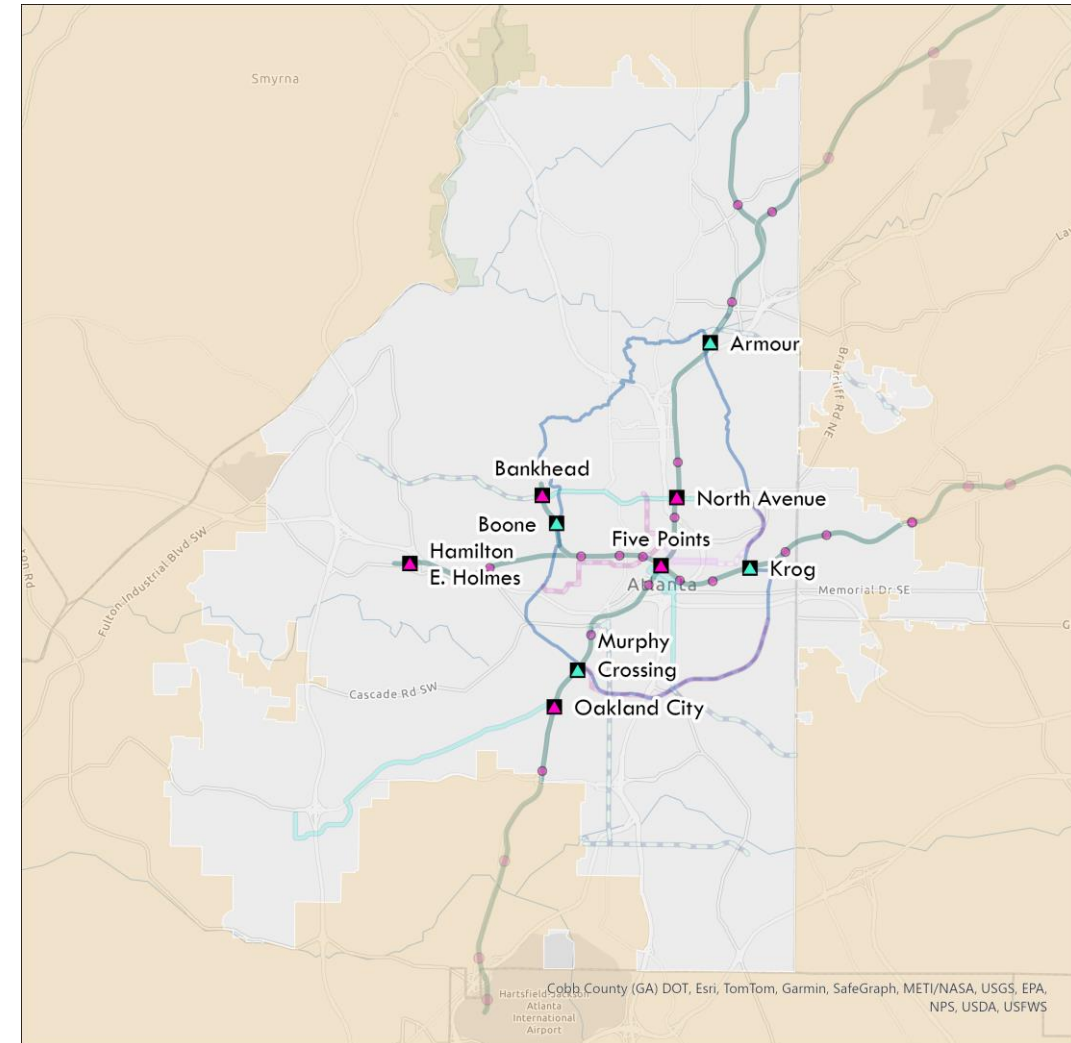 Smyrna
Armour
Briarcliff Rd NE
Bankhead
North Avenue
Boone
Five Points
Hamilton
E. Holmes
Krog
Atlanta
Memorial Dr SE
Fulton Industrial Blvd SW
Murphy
Crossing
Cascade Rd SW
Oakland City
Hartsfield-Jackson
Atlanta
International
Airport
Cobb County (GA) DOT, Esri, TomTom, Garmin, SafeGraph, METI/NASA, USGS, EPA,
NPS, USDA, USFWS